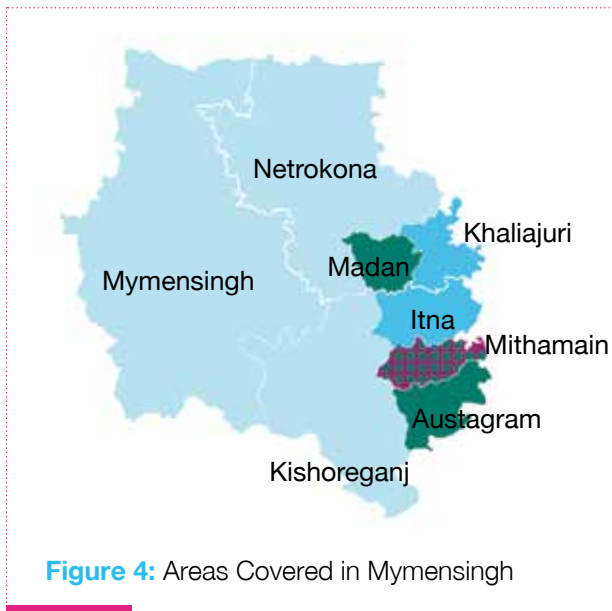 Netrokona
Khaliajuri
Madan
Mymensingh
Itna
Mithamain
Austagram
Kishoreganj
Figure 4: Areas Covered in Mymensingh